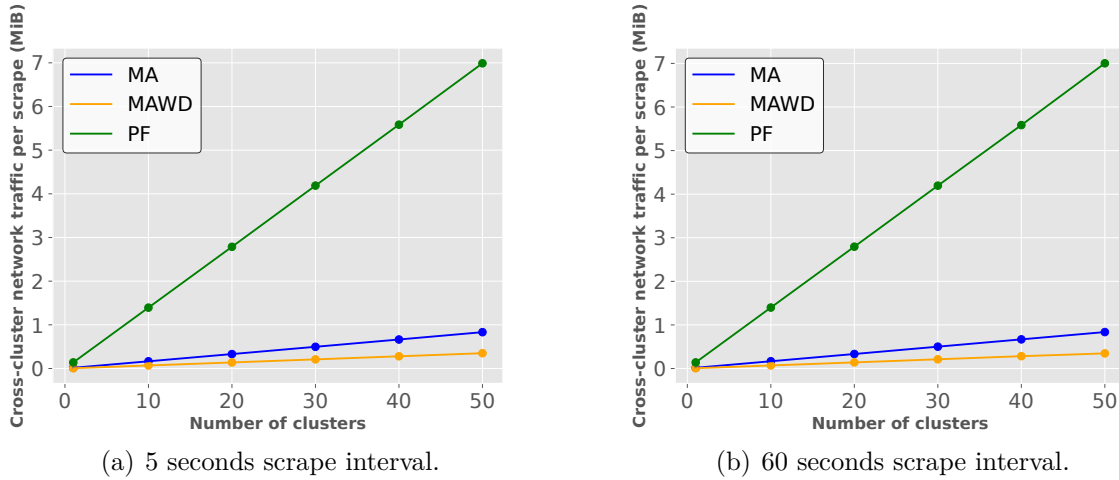 Cross-cluster network traffic per scrape (MiB)
7
6
5
4
3
2
1
0
MA
MAWD
PF
0 10 20 30 40 50
Number of clusters
(a) 5 seconds scrape interval.
Cross-cluster network traffic per scrape (MiB)
7
6
5
4
3
2
1
0
MA
MAWD
PF
0 10 20 30 40 50
Number of clusters
(b) 60 seconds scrape interval.